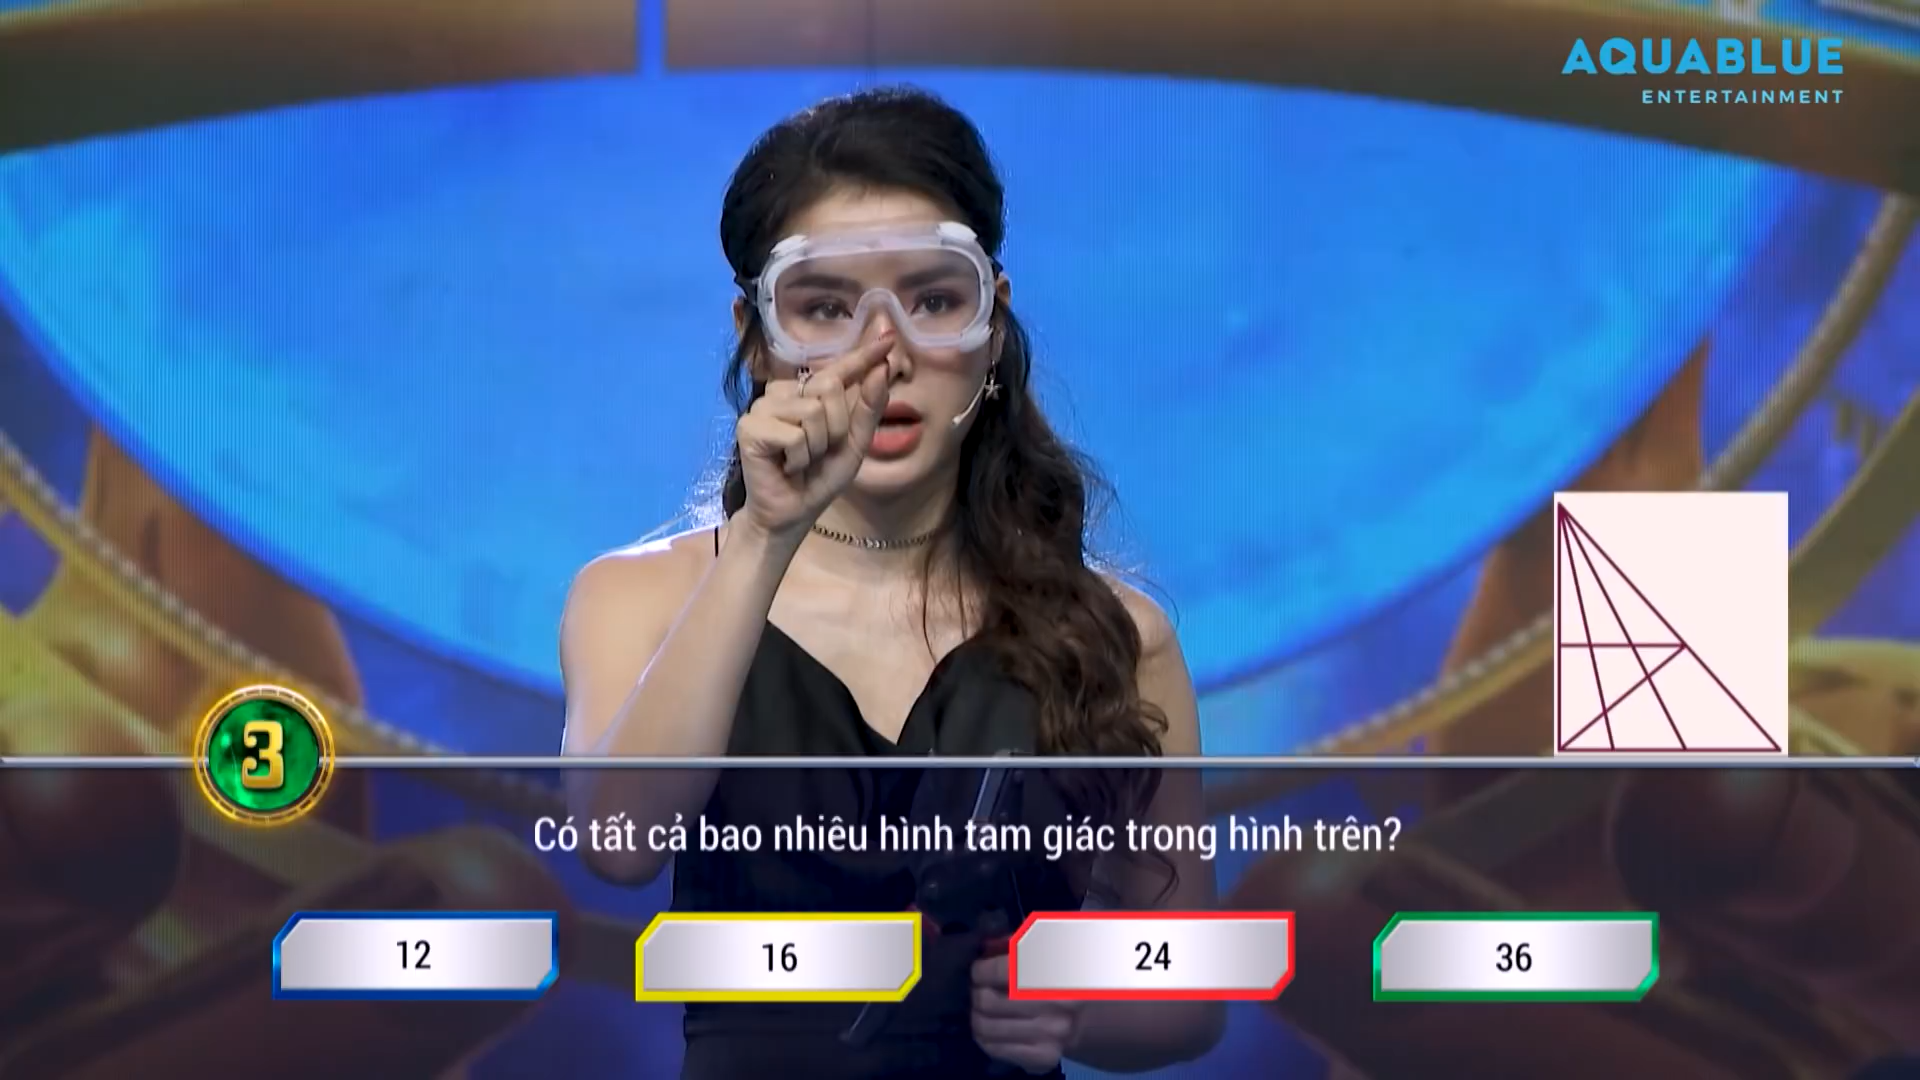 AQUABLUE
ENTERTAINMENT
3
Có tất cả bao nhiêu hình tam giác trong hình trên?
12
16
24
36